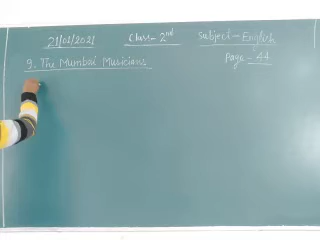 21/02/2021 Class- 2nd Subject-English
9. The Mumbai Musicians Page - 44